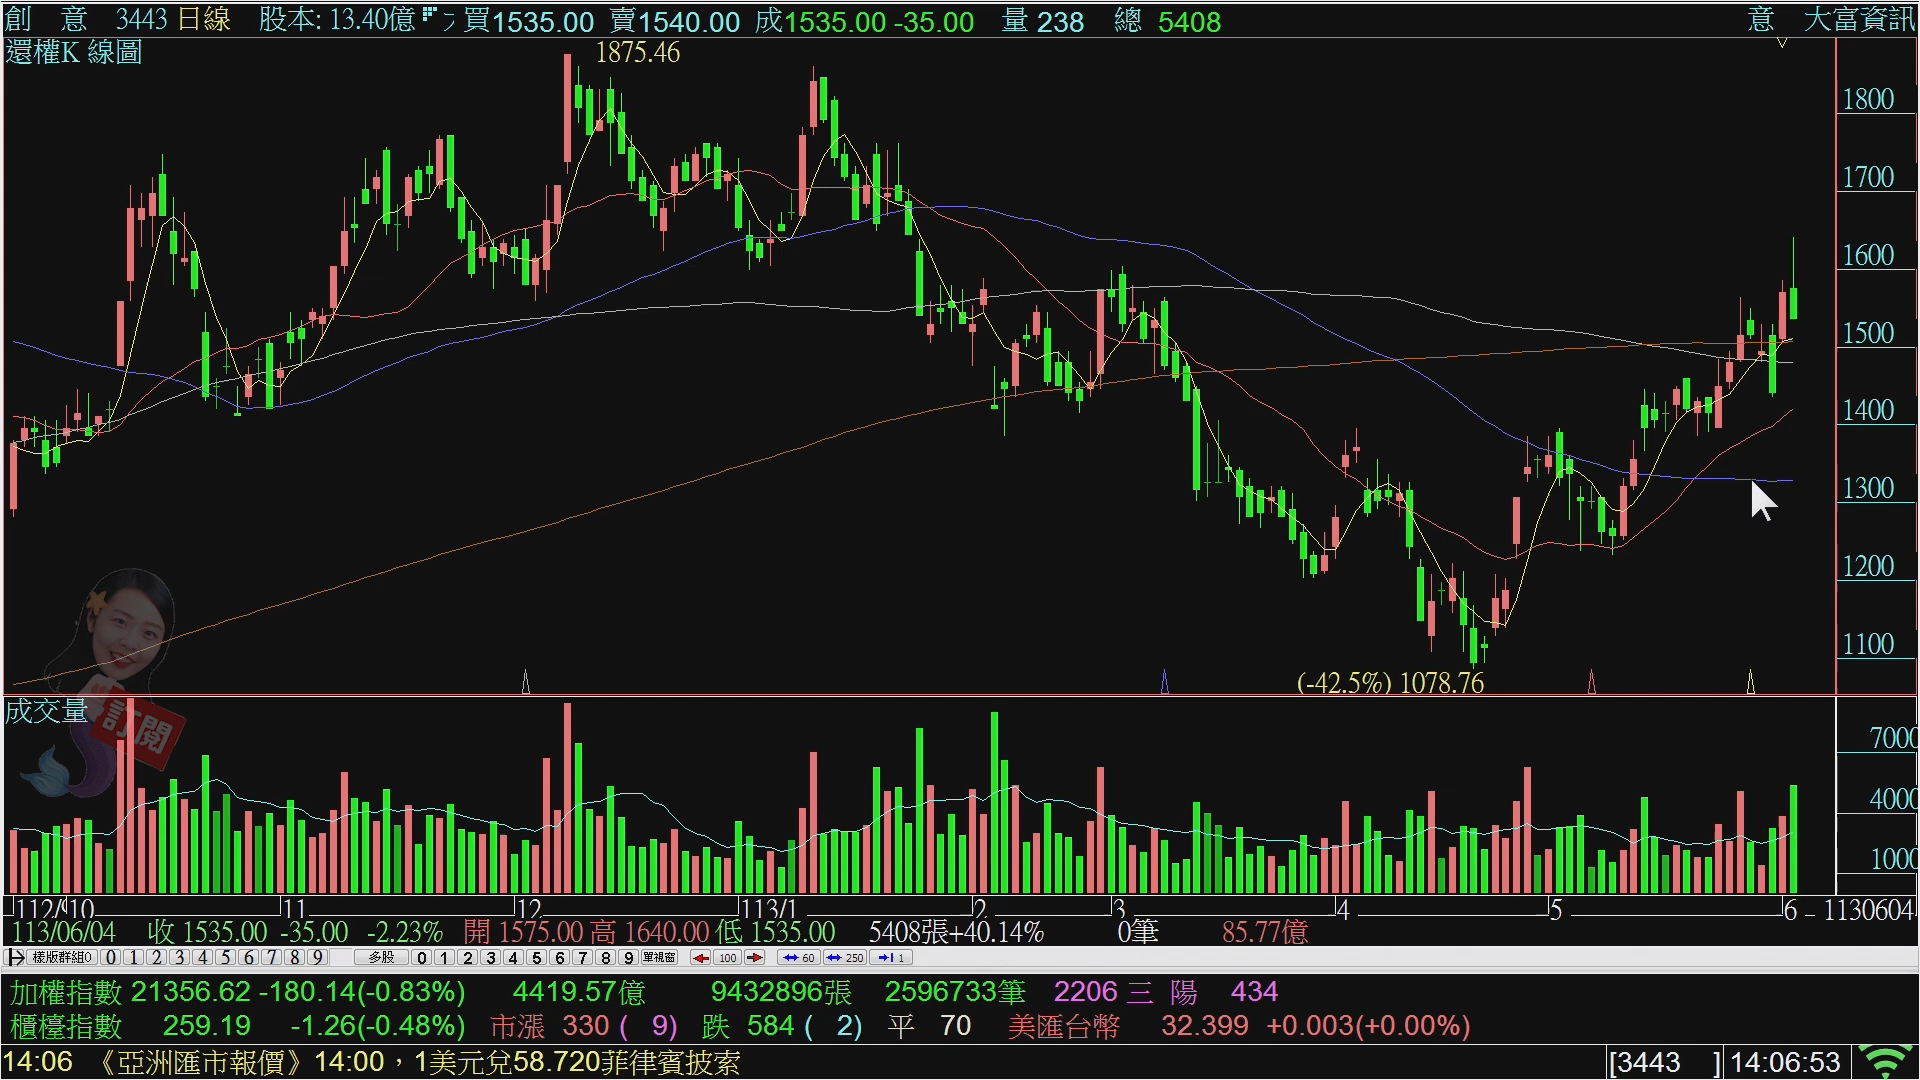 創　意　3443 日線　股本: 13.40億　買1535.00 賣1540.00 成1535.00 -35.00　量 238　總 5408　意　大富資訊
還權K 線圖
1875.46
1800
1700
1600
1500
1400
1300
1200
1100
(-42.5%) 1078.76
成交量
訂閱
7000
4000
1000
112/ 10 11 12 113/1 2 3 4 5 6 1130604
113/06/04 收 1535.00 -35.00 -2.23% 開 1575.00 高 1640.00 低 1535.00 5408張+40.14% 0筆 85.77億
樣版群組0 0 1 2 3 4 5 6 7 8 9 多股 0 1 2 3 4 5 6 7 8 9 單視窗 100 60 250 1
加權指數 21356.62 -180.14(-0.83%) 4419.57億 9432896張 2596733筆 2206 三 陽 434
櫃檯指數 259.19 -1.26(-0.48%) 市漲 330 ( 9) 跌 584 ( 2) 平 70 美匯台幣 32.399 +0.003(+0.00%)
14:06 《亞洲匯市報價》14:00，1美元兌58.720菲律賓披索 [3443 ] 14:06:53